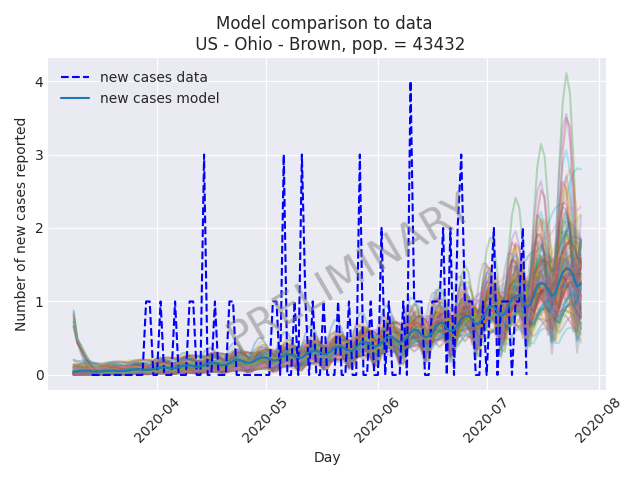 Model comparison to data
US - Ohio - Brown, pop. = 43432
new cases data
new cases model
Number of new cases reported
4
3
2
1
0
PRELIMINARY
2020-04
2020-05
2020-06
2020-07
2020-08
Day